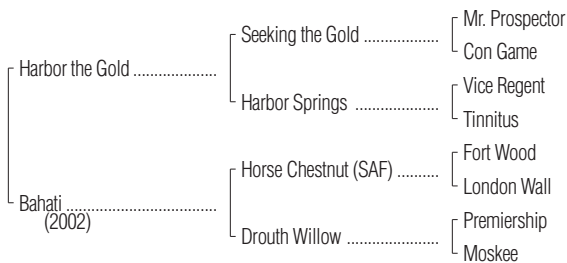 Mr. Prospector
Seeking the Gold ..................
Con Game
Harbor the Gold ....................
Vice Regent
Harbor Springs ....................
Tinnitus
Fort Wood
Horse Chestnut (SAF) ..........
London Wall
Bahati ....................................
(2002)
Premiership
Drouth Willow ......................
Moskee